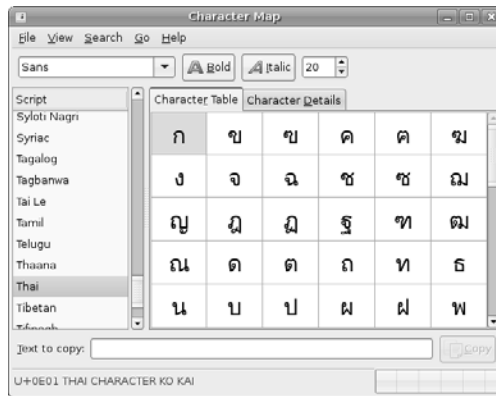 Character Map
File View Search Go Help
Sans Bold Italic 20
Script
Syloti Nagri
Syriac
Tagalog
Tagbanwa
Tai Le
Tamil
Telugu
Thaana
Thai
Tibetan
Tifinagh
Character Table Character Details
ก ข ฃ ค ฅ ฆ
ง จ ฉ ช ซ ฌ
ญ ฎ ฏ ฐ ฑ ฒ
ณ ด ต ถ ท ธ
น บ ป ผ ฝ พ
Text to copy: Copy
U+0E01 THAI CHARACTER KO KAI